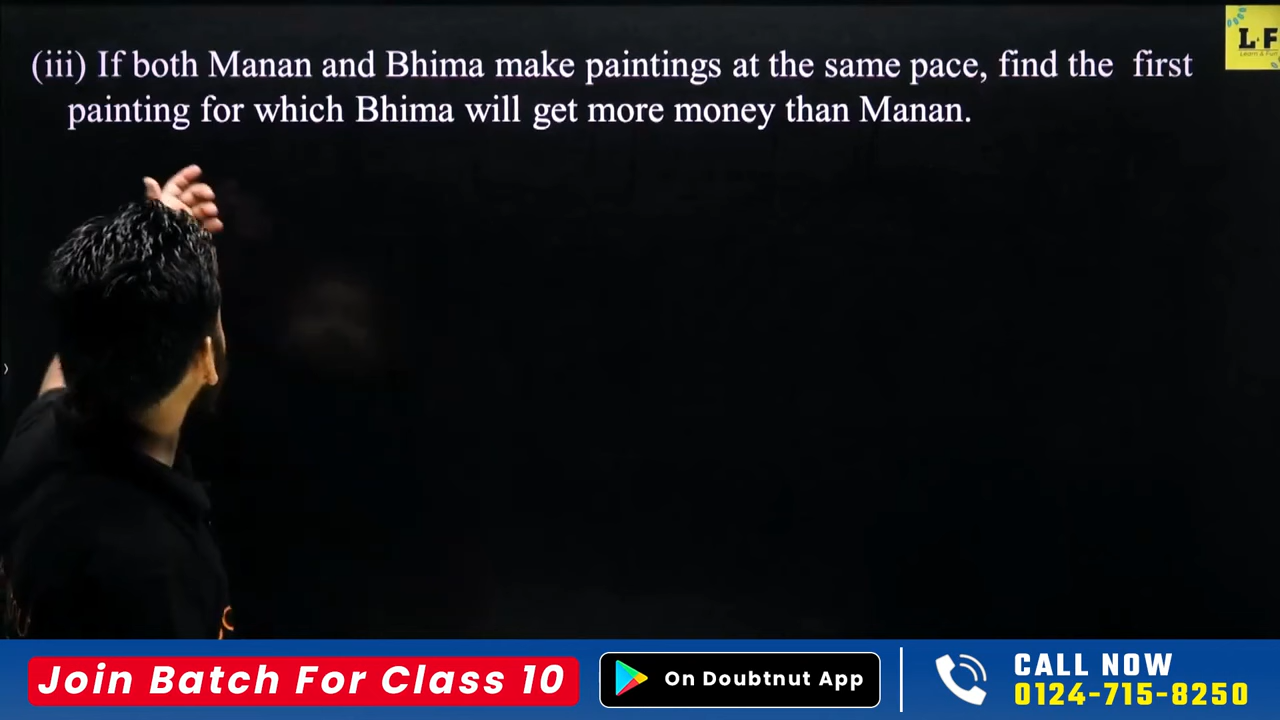 (iii) If both Manan and Bhima make paintings at the same pace, find the first
painting for which Bhima will get more money than Manan.
L·F
Learn & Fun
Join Batch For Class 10
On Doubtnut App
CALL NOW
0124-715-8250